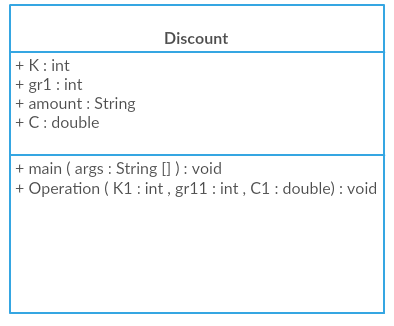 Discount
+ K : int
+ gr1 : int
+ amount : String
+ C : double
+ main ( args : String [] ) : void
+ Operation ( K1 : int , gr11 : int , C1 : double) : void